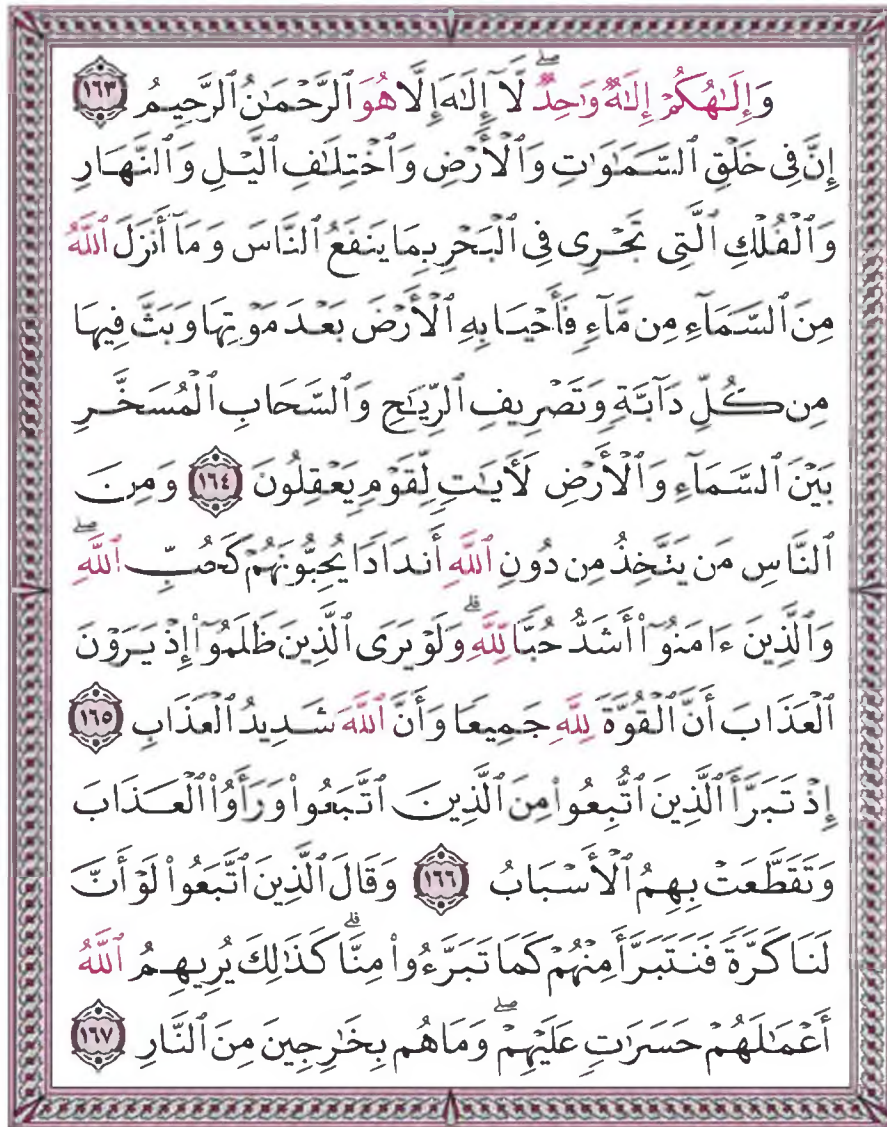 وَإِلَٰهُكُمْ إِلَٰهٌ وَٰحِدٌ ۖ لَّآ إِلَٰهَ إِلَّا هُوَ ٱلرَّحْمَٰنُ ٱلرَّحِيمُ ١٦٣
إِنَّ فِى خَلْقِ ٱلسَّمَٰوَٰتِ وَٱلْأَرْضِ وَٱخْتِلَٰفِ ٱلَّيْلِ وَٱلنَّهَارِ
وَٱلْفُلْكِ ٱلَّتِى تَجْرِى فِى ٱلْبَحْرِ بِمَا يَنفَعُ ٱلنَّاسَ وَمَآ أَنزَلَ ٱللَّهُ
مِنَ ٱلسَّمَآءِ مِن مَّآءٍ فَأَحْيَا بِهِ ٱلْأَرْضَ بَعْدَ مَوْتِهَا وَبَثَّ فِيهَا
مِن كُلِّ دَآبَّةٍ وَتَصْرِيفِ ٱلرِّيَٰحِ وَٱلسَّحَابِ ٱلْمُسَخَّرِ
بَيْنَ ٱلسَّمَآءِ وَٱلْأَرْضِ لَأٓيَٰتٍ لِّقَوْمٍ يَعْقِلُونَ ١٦٤ وَمِنَ
ٱلنَّاسِ مَن يَتَّخِذُ مِن دُونِ ٱللَّهِ أَندَادًا يُحِبُّونَهُمْ كَحُبِّ ٱللَّهِ ۖ
وَٱلَّذِينَ ءَامَنُوٓا۟ أَشَدُّ حُبًّا لِّلَّهِ ۗ وَلَوْ يَرَى ٱلَّذِينَ ظَلَمُوٓا۟ إِذْ يَرَوْنَ
ٱلْعَذَابَ أَنَّ ٱلْقُوَّةَ لِلَّهِ جَمِيعًا وَأَنَّ ٱللَّهَ شَدِيدُ ٱلْعَذَابِ ١٦٥
إِذْ تَبَرَّأَ ٱلَّذِينَ ٱتُّبِعُوا۟ مِنَ ٱلَّذِينَ ٱتَّبَعُوا۟ وَرَأَوُا۟ ٱلْعَذَابَ
وَتَقَطَّعَتْ بِهِمُ ٱلْأَسْبَابُ ١٦٦ وَقَالَ ٱلَّذِينَ ٱتَّبَعُوا۟ لَوْ أَنَّ
لَنَا كَرَّةً فَنَتَبَرَّأَ مِنْهُمْ كَمَا تَبَرَّءُوا۟ مِنَّا ۗ كَذَٰلِكَ يُرِيهِمُ ٱللَّهُ
أَعْمَٰلَهُمْ حَسَرَٰتٍ عَلَيْهِمْ ۖ وَمَا هُم بِخَٰرِجِينَ مِنَ ٱلنَّارِ ١٦٧